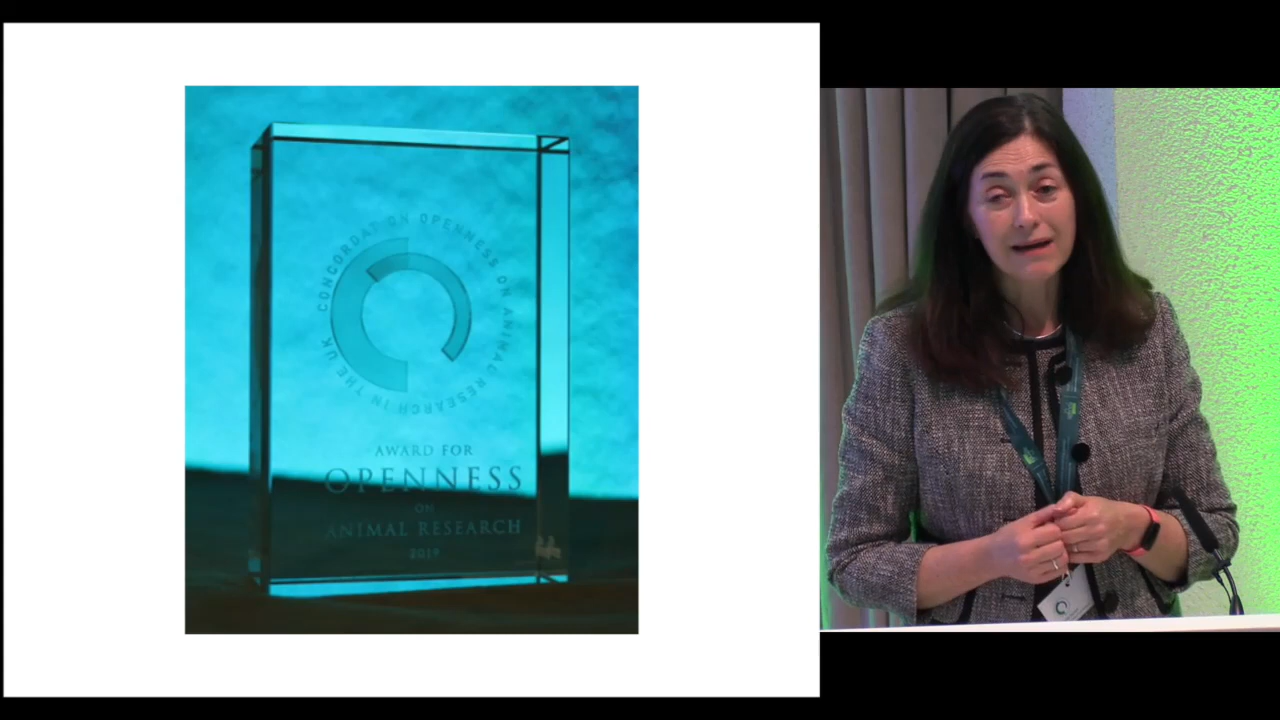 CONCORDAT ON OPENNESS ON ANIMAL RESEARCH IN THE UK
AWARD FOR
OPENNESS
ON
ANIMAL RESEARCH
2019